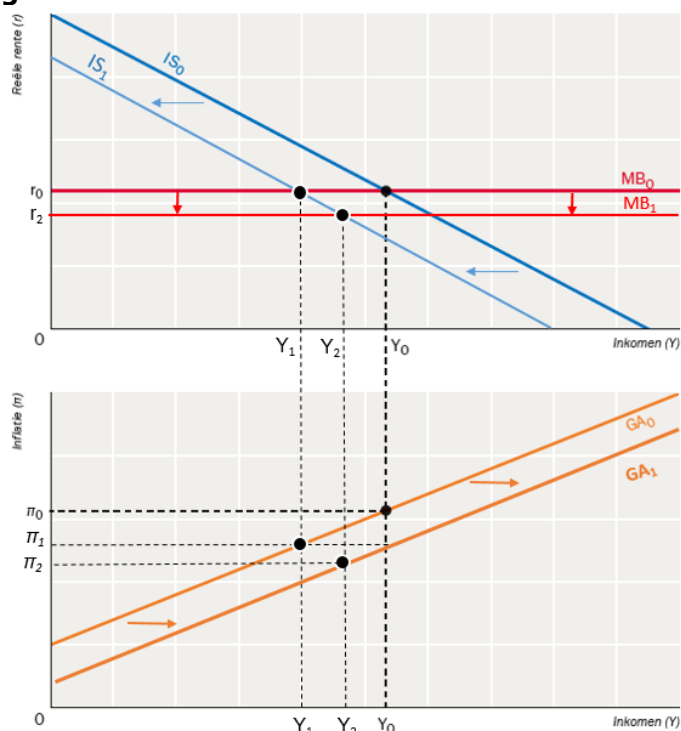 g
Reële rente (r)
IS₁
IS₀
r₀
MB₀
r₂
MB₁
0
Y₁
Y₂
Y₀
Inkomen (Y)
Inflatie (π)
GA₀
GA₁
π₀
π₁
π₂
0
Y₁
Y₂
Y₀
Inkomen (Y)